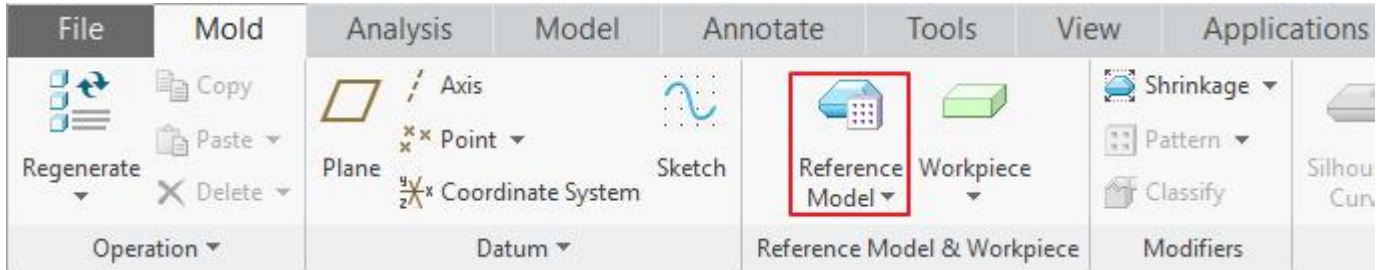 File Mold Analysis Model Annotate Tools View Applications
Regenerate
Copy
Paste
Delete
Operation
Plane
Axis
Point
Coordinate System
Sketch
Datum
Reference
Model
Workpiece
Reference Model & Workpiece
Shrinkage
Pattern
Classify
Modifiers